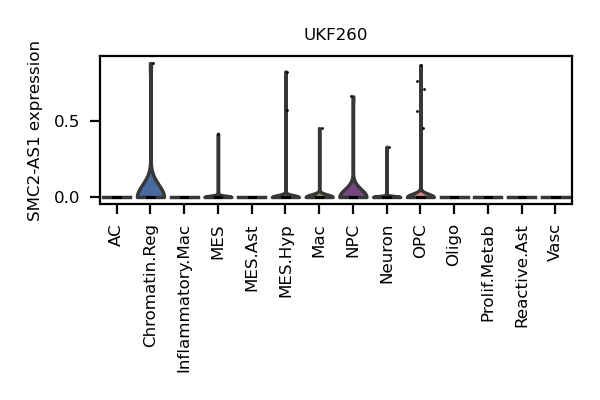 UKF260
SMC2-AS1 expression
0.5
0.0
AC
Chromatin.Reg
Inflammatory.Mac
MES
MES.Ast
MES.Hyp
Mac
NPC
Neuron
OPC
Oligo
Prolif.Metab
Reactive.Ast
Vasc